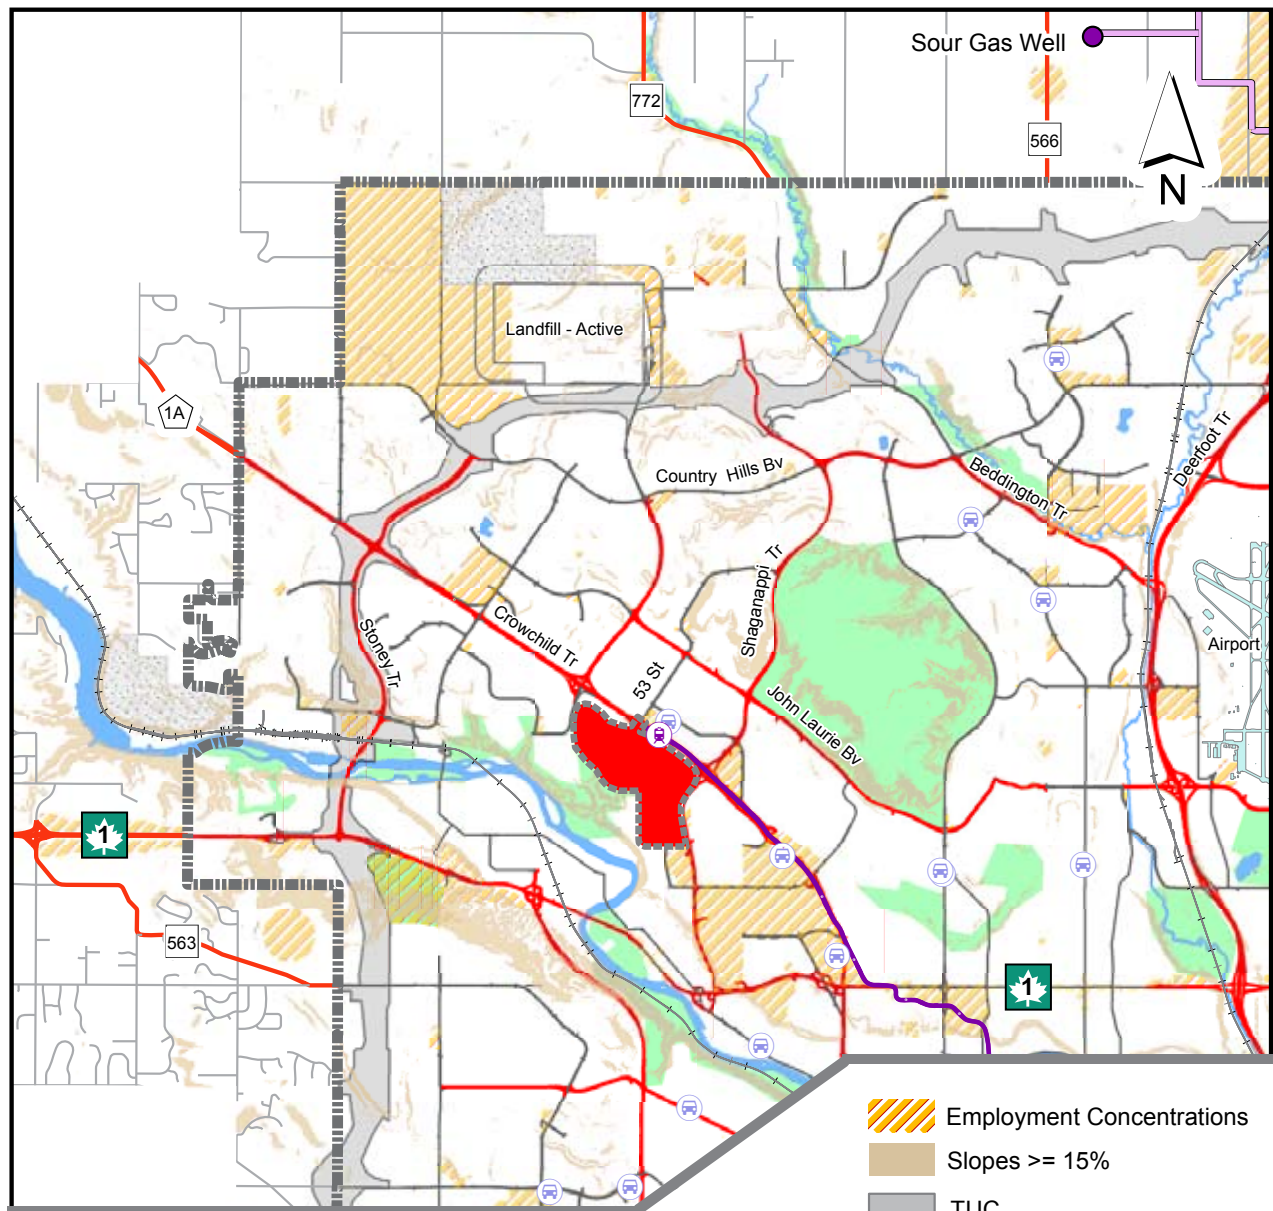 Sour Gas Well
772
566
N
Landfill - Active
1A
Country Hills Bv
Beddington Tr
Deerfoot Tr
Shaganappi Tr
Crowchild Tr
Stoney Tr
53 St
Airport
John Laurie Bv
1
563
1
Employment Concentrations
Slopes >= 15%
TUC